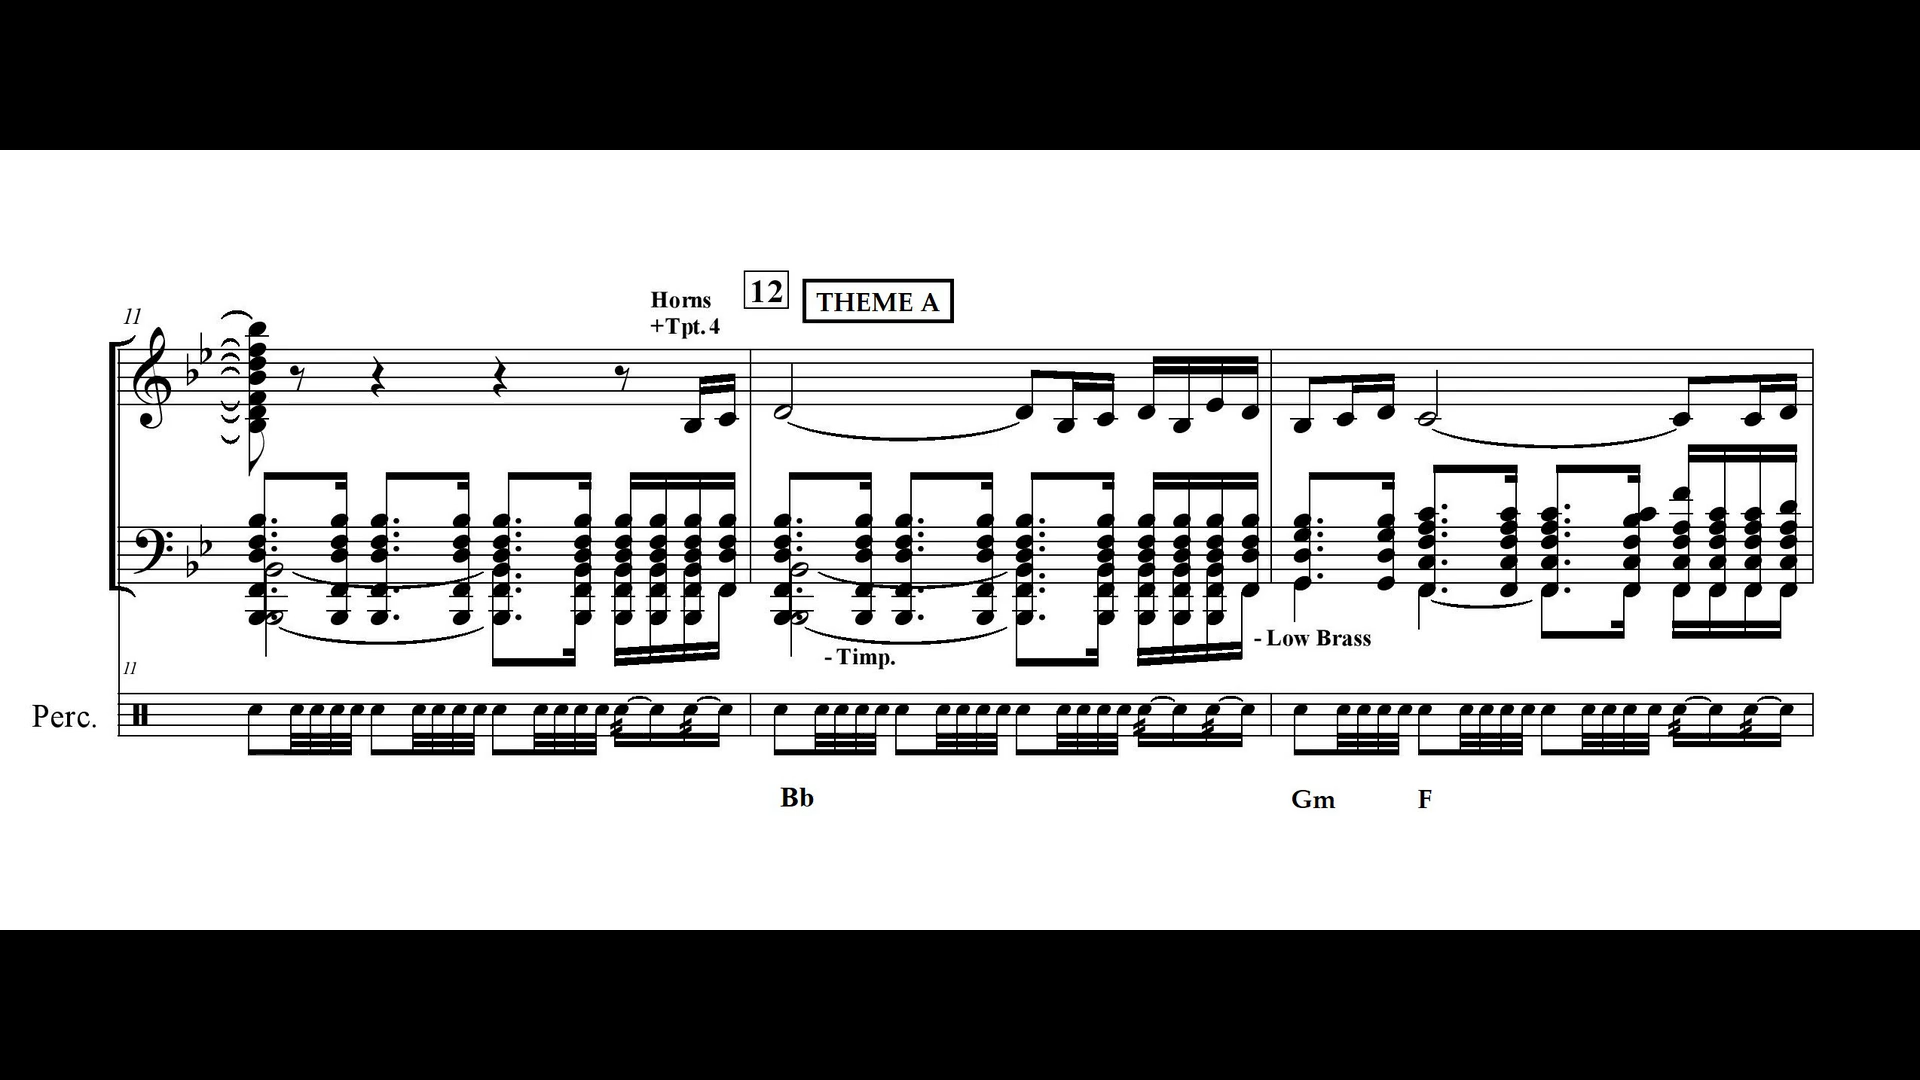 11
Horns
+Tpt. 4
12
THEME A
- Timp.
- Low Brass
11
Perc.
Bb
Gm F